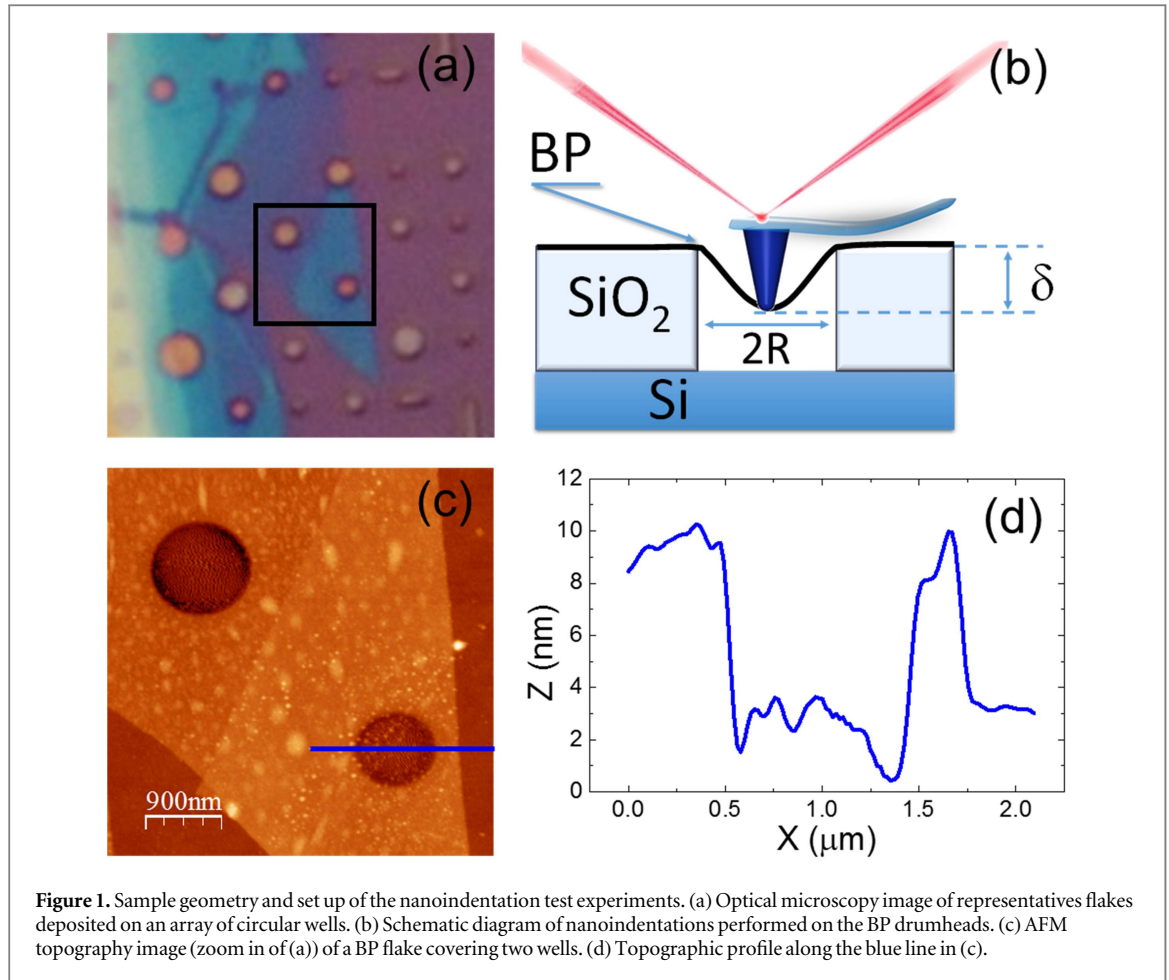 (a)
(b)
BP
SiO₂
δ
2R
Si
(c)
900nm
(d)
12
10
8
6
4
2
0
Z (nm)
0.0 0.5 1.0 1.5 2.0
X (μm)
Figure 1. Sample geometry and set up of the nanoindentation test experiments. (a) Optical microscopy image of representatives flakes
deposited on an array of circular wells. (b) Schematic diagram of nanoindentations performed on the BP drumheads. (c) AFM
topography image (zoom in of (a)) of a BP flake covering two wells. (d) Topographic profile along the blue line in (c).